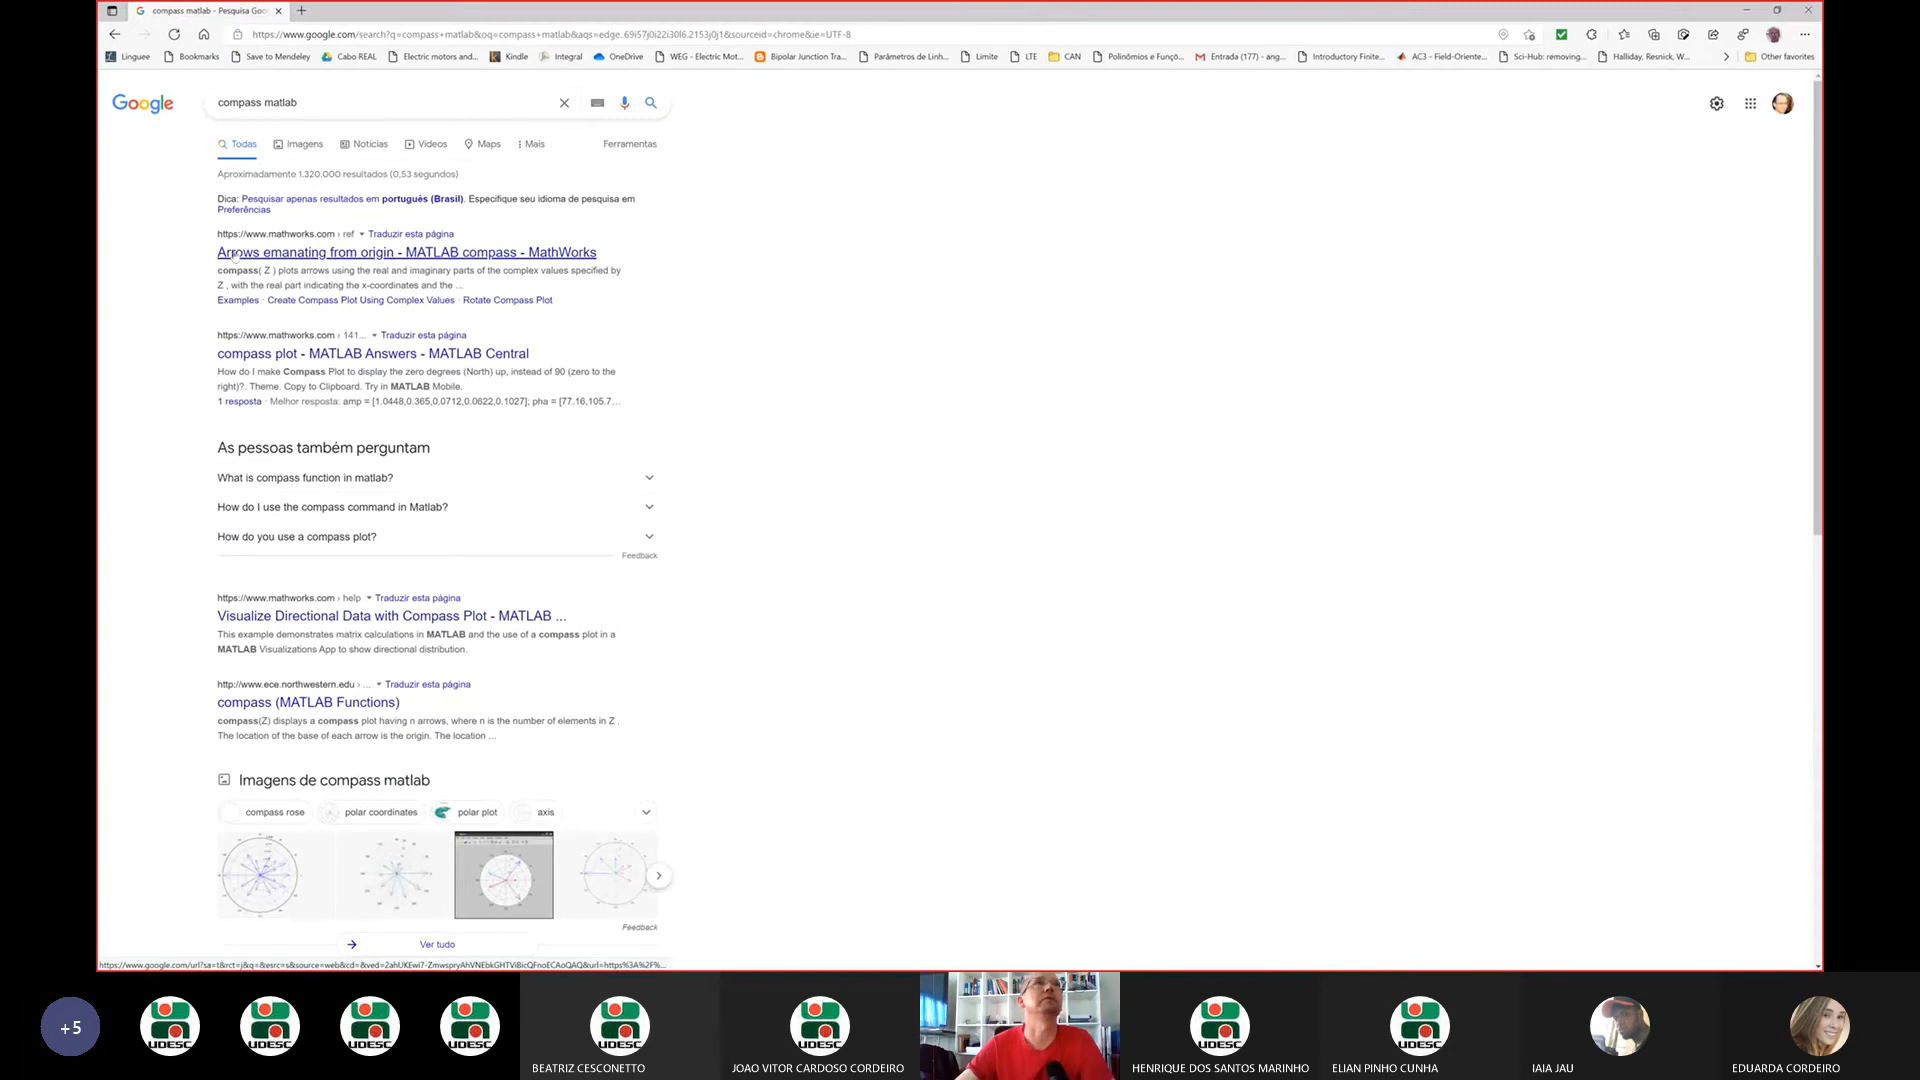 compass matlab - Pesquisa Goo
https://www.google.com/search?q=compass+matlab&oq=compass+matlab&aqs=edge..69i57j0i22i30l6.2153j0j1&sourceid=chrome&ie=UTF-8
Linguee Bookmarks Save to Mendeley Cabo REAL Electric motors and... Kindle Integral OneDrive WEG - Electric Mot... Bipolar Junction Tra... Parâmetros de Linh... Limite LTE CAN Polinômios e Funçõ... Entrada (177) - ang... Introductory Finite... AC3 - Field-Oriente... Sci-Hub: removing... Halliday, Resnick, W... Other favorites
Google
compass matlab
Todas Imagens Notícias Vídeos Maps Mais Ferramentas
Aproximadamente 1.320.000 resultados (0,53 segundos)
Dica: Pesquisar apenas resultados em português (Brasil). Especifique seu idioma de pesquisa em
Preferências
https://www.mathworks.com › ref Traduzir esta página
Arrows emanating from origin - MATLAB compass - MathWorks
compass( Z ) plots arrows using the real and imaginary parts of the complex values specified by
Z , with the real part indicating the x-coordinates and the ...
Examples · Create Compass Plot Using Complex Values · Rotate Compass Plot
https://www.mathworks.com › 141... Traduzir esta página
compass plot - MATLAB Answers - MATLAB Central
How do I make Compass Plot to display the zero degrees (North) up, instead of 90 (zero to the
right)?. Theme. Copy to Clipboard. Try in MATLAB Mobile.
1 resposta · Melhor resposta: amp = [1.0448,0.365,0.0712,0.0622,0.1027]; pha = [77.16,105.7...
As pessoas também perguntam
What is compass function in matlab?
How do I use the compass command in Matlab?
How do you use a compass plot?
Feedback
https://www.mathworks.com › help Traduzir esta página
Visualize Directional Data with Compass Plot - MATLAB ...
This example demonstrates matrix calculations in MATLAB and the use of a compass plot in a
MATLAB Visualizations App to show directional distribution.
http://www.ece.northwestern.edu › ... Traduzir esta página
compass (MATLAB Functions)
compass(Z) displays a compass plot having n arrows, where n is the number of elements in Z .
The location of the base of each arrow is the origin. The location ...
Imagens de compass matlab
compass rose polar coordinates polar plot axis
Feedback
Ver tudo
+5
UDESC UDESC UDESC UDESC UDESC UDESC UDESC UDESC
BEATRIZ CESCONETTO JOAO VITOR CARDOSO CORDEIRO HENRIQUE DOS SANTOS MARINHO ELIAN PINHO CUNHA IAIA JAU EDUARDA CORDEIRO